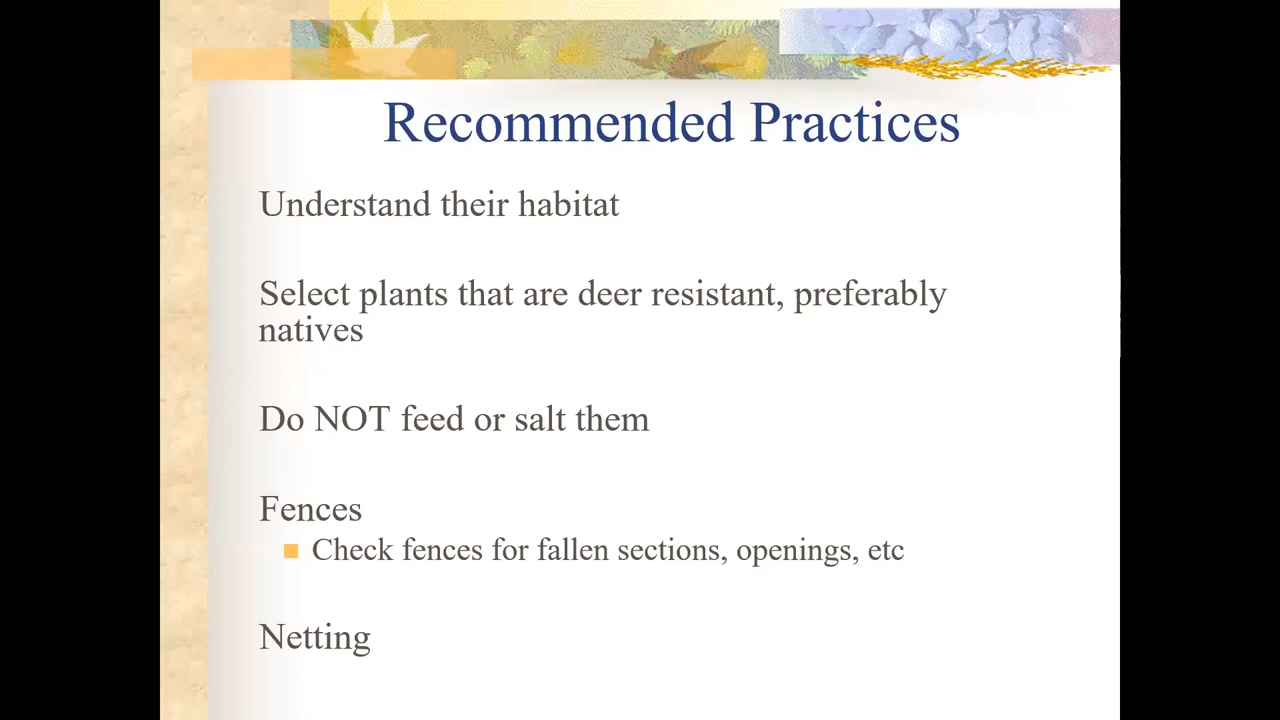 Recommended Practices
Understand their habitat
Select plants that are deer resistant, preferably
natives
Do NOT feed or salt them
Fences
Check fences for fallen sections, openings, etc
Netting